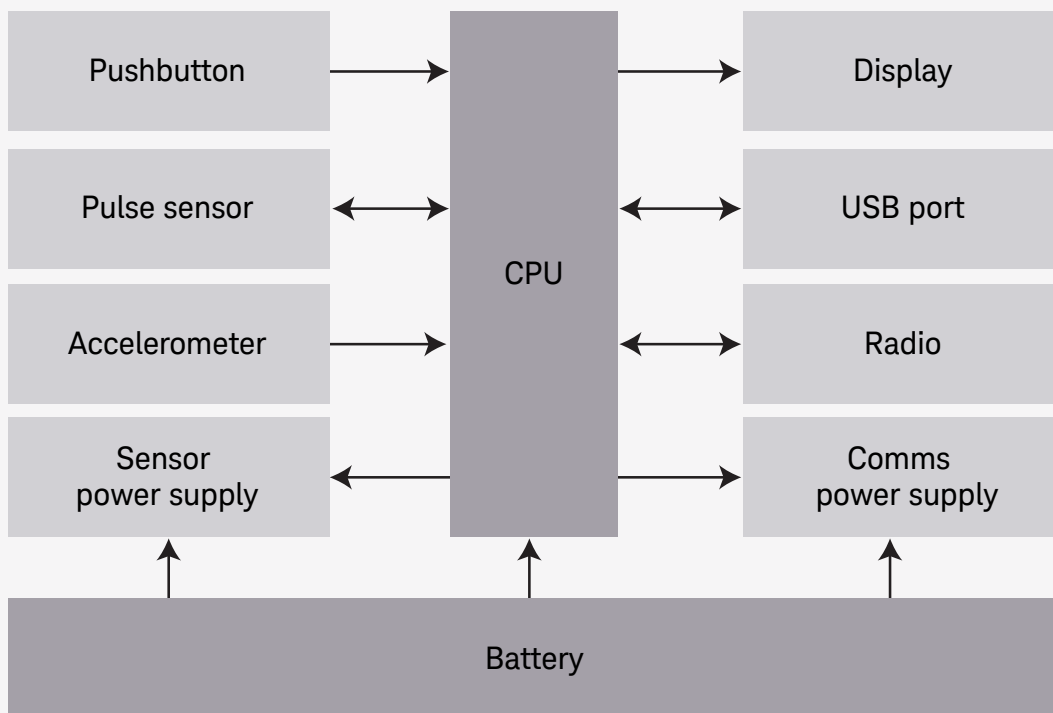 Pushbutton
Display
Pulse sensor
USB port
CPU
Accelerometer
Radio
Sensor
power supply
Comms
power supply
Battery